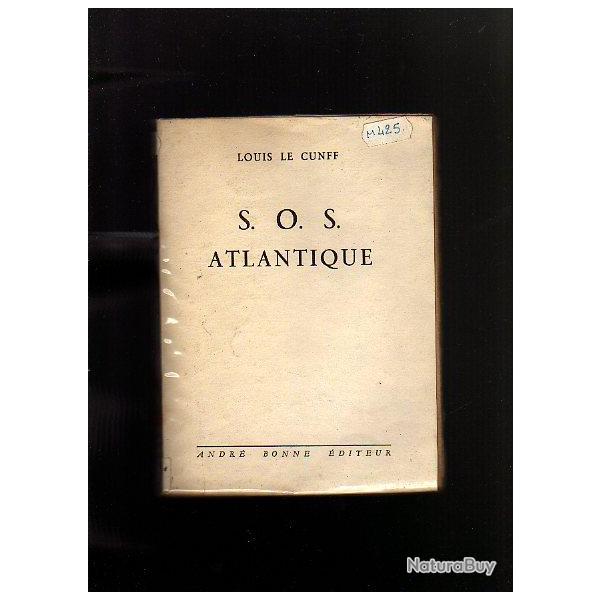 M425.
LOUIS LE CUNFF
S. O. S.
ATLANTIQUE
ANDRÉ BONNE ÉDITEUR
NaturaBuy